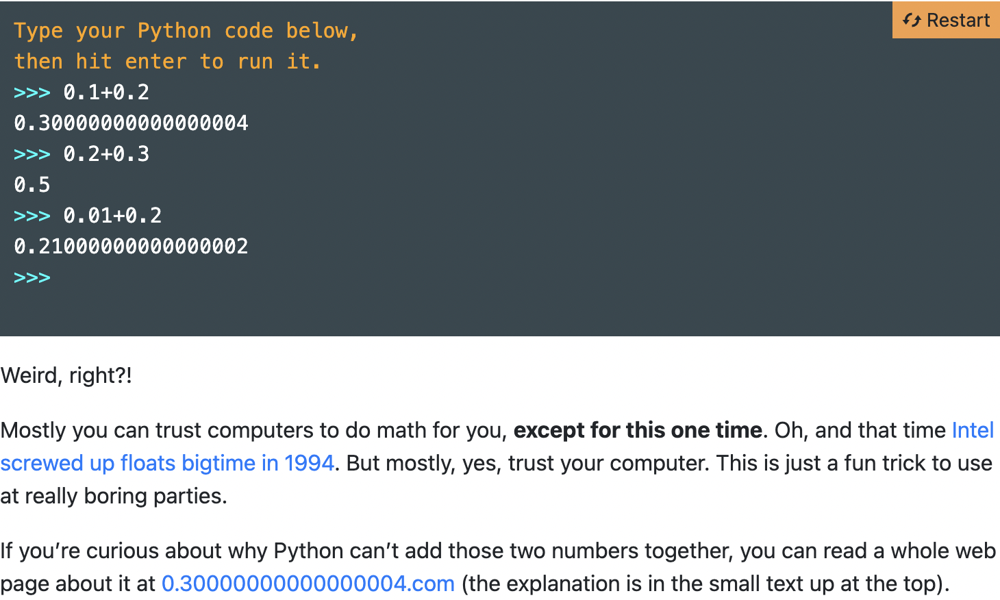 Restart
Type your Python code below,
then hit enter to run it.
>>> 0.1+0.2
0.30000000000000004
>>> 0.2+0.3
0.5
>>> 0.01+0.2
0.21000000000000002
>>>
Weird, right?!
Mostly you can trust computers to do math for you, except for this one time. Oh, and that time Intel
screwed up floats bigtime in 1994. But mostly, yes, trust your computer. This is just a fun trick to use
at really boring parties.
If you’re curious about why Python can’t add those two numbers together, you can read a whole web
page about it at 0.30000000000000004.com (the explanation is in the small text up at the top).